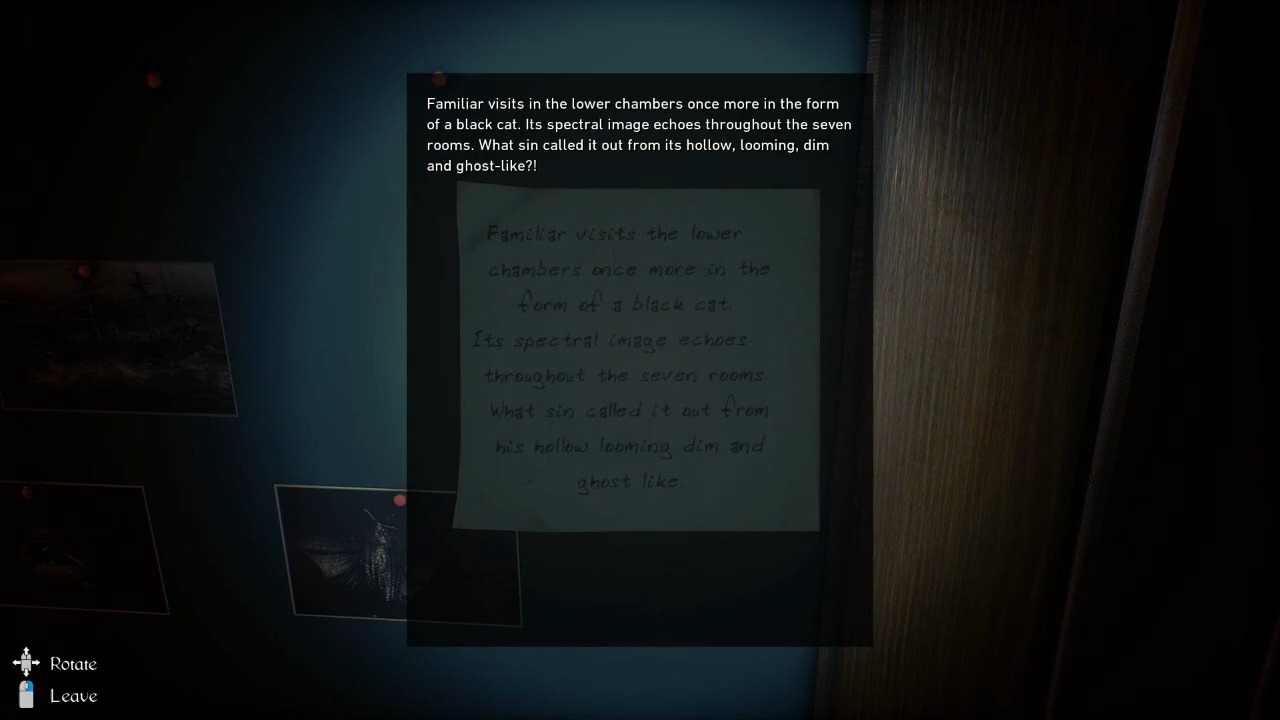 Familiar visits in the lower chambers once more in the form
of a black cat. Its spectral image echoes throughout the seven
rooms. What sin called it out from its hollow, looming, dim
and ghost-like?!
Familiar visits the lower
chambers once more in the
form of a black cat.
Its spectral image echoes
throughout the seven rooms.
What sin called it out from
his hollow looming dim and
ghost like.
Rotate
Leave